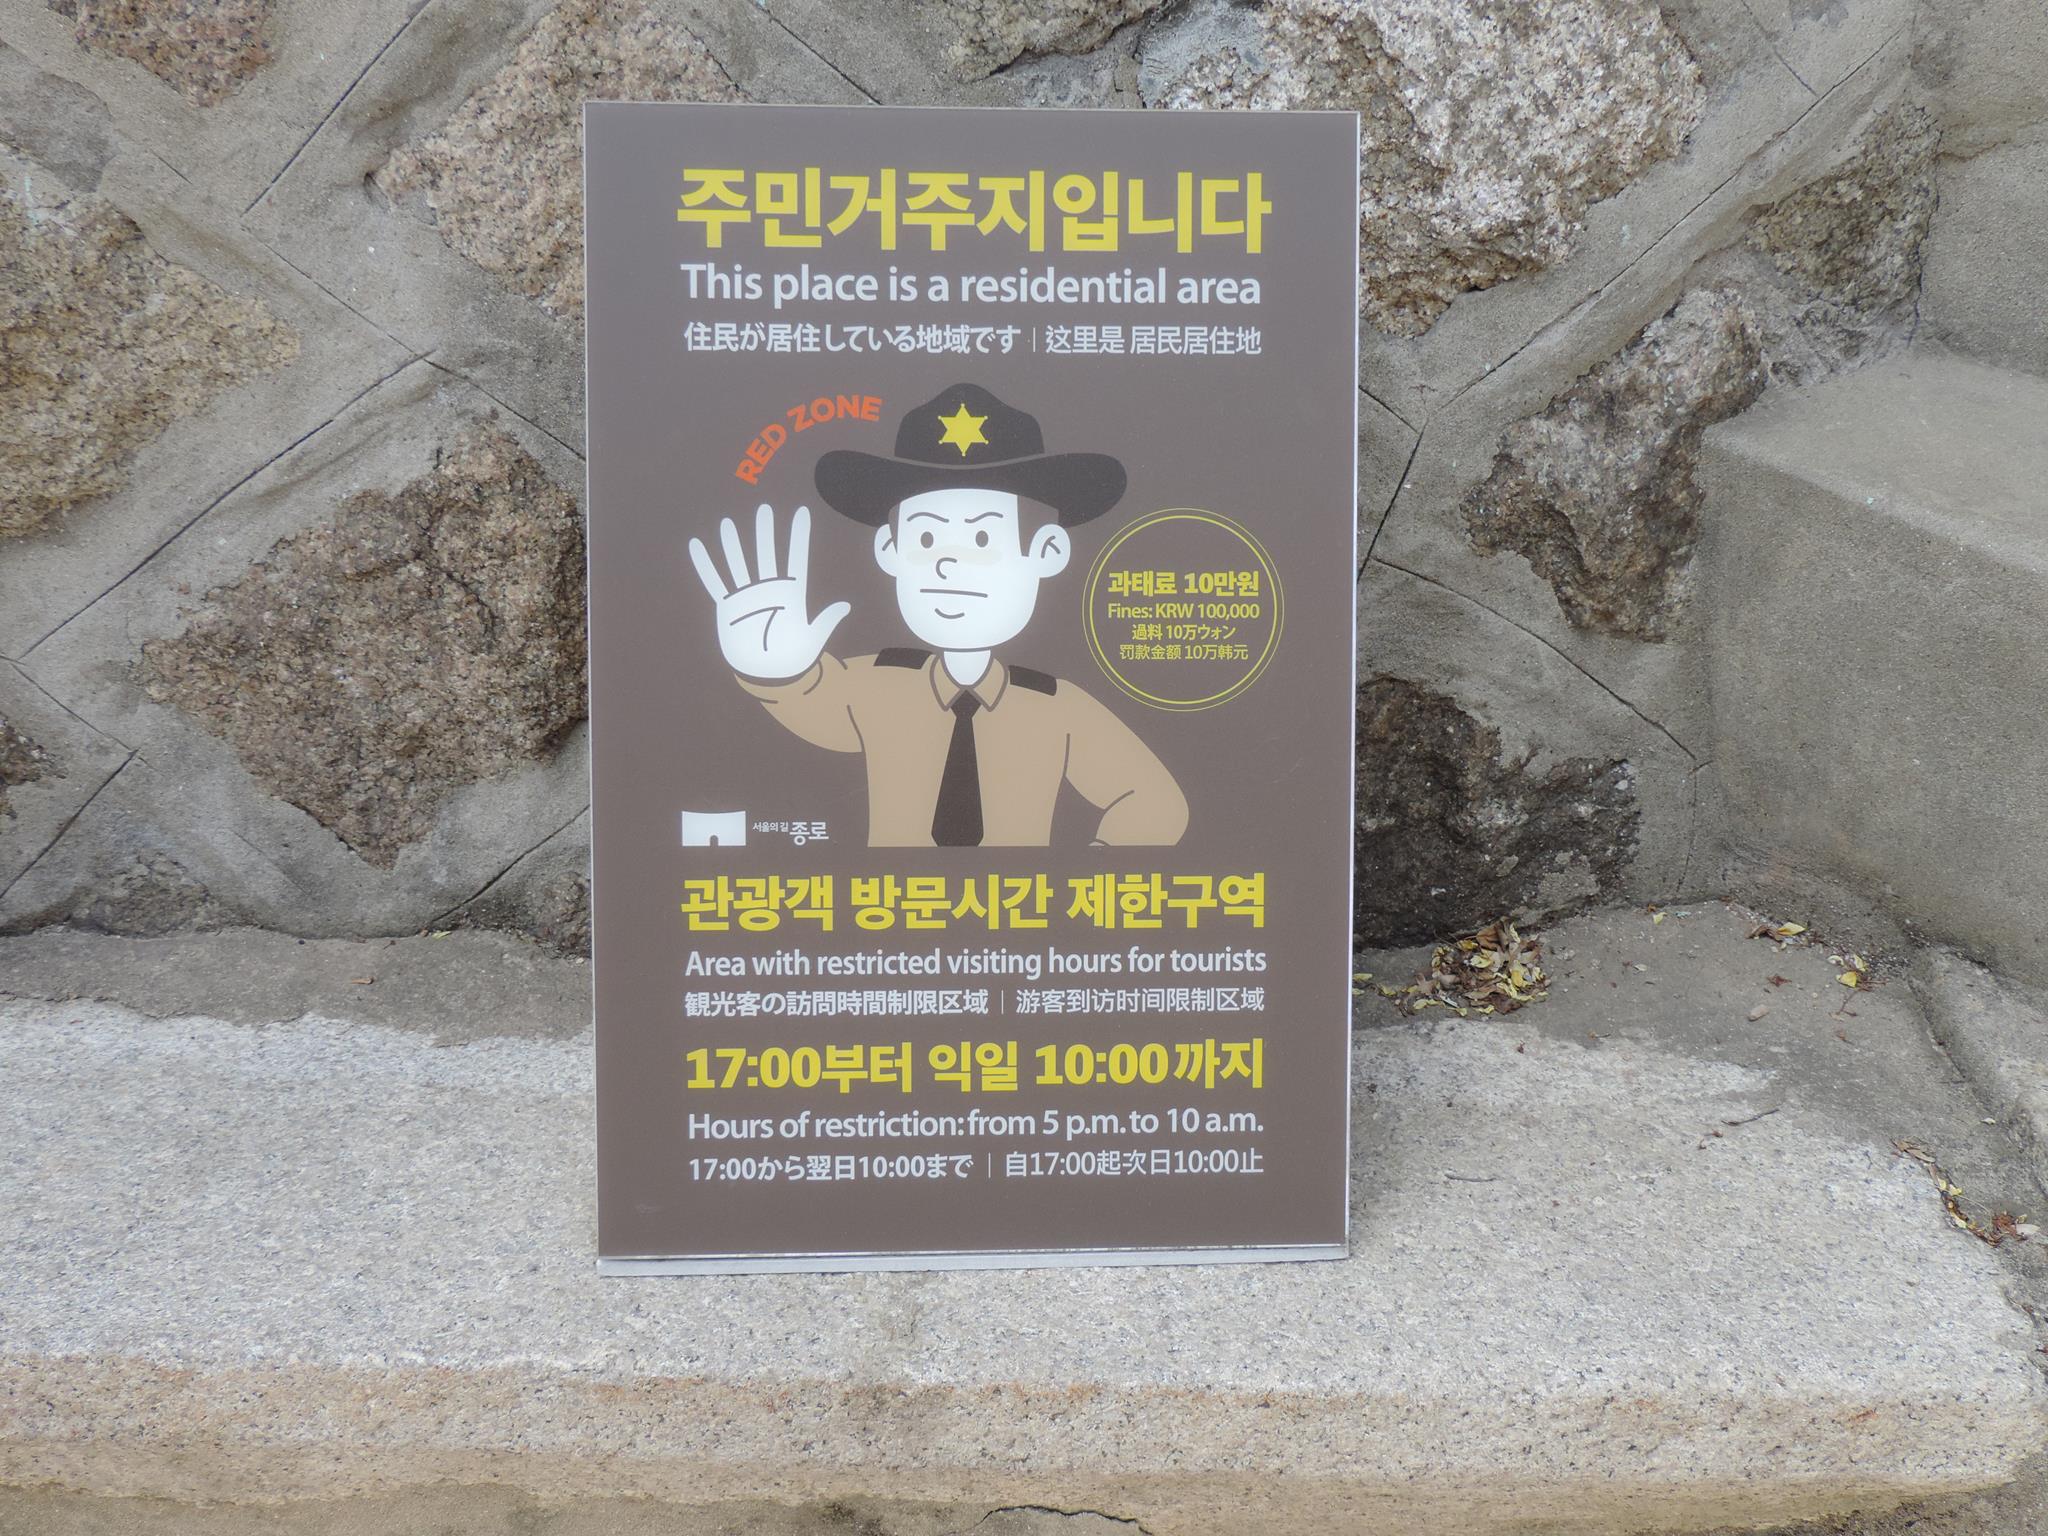 주민거주지입니다
This place is a residential area
住民が居住している地域です | 这里是 居民居住地
RED ZONE
과태료 10만원
Fines: KRW 100,000
過料 10万ウォン
罚款金额 10万韩元
서울의 길 종로
관광객 방문시간 제한구역
Area with restricted visiting hours for tourists
観光客の訪問時間制限区域 | 游客到访时间限制区域
17:00부터 익일 10:00까지
Hours of restriction: from 5 p.m. to 10 a.m.
17:00から翌日10:00まで | 自17:00起次日10:00止